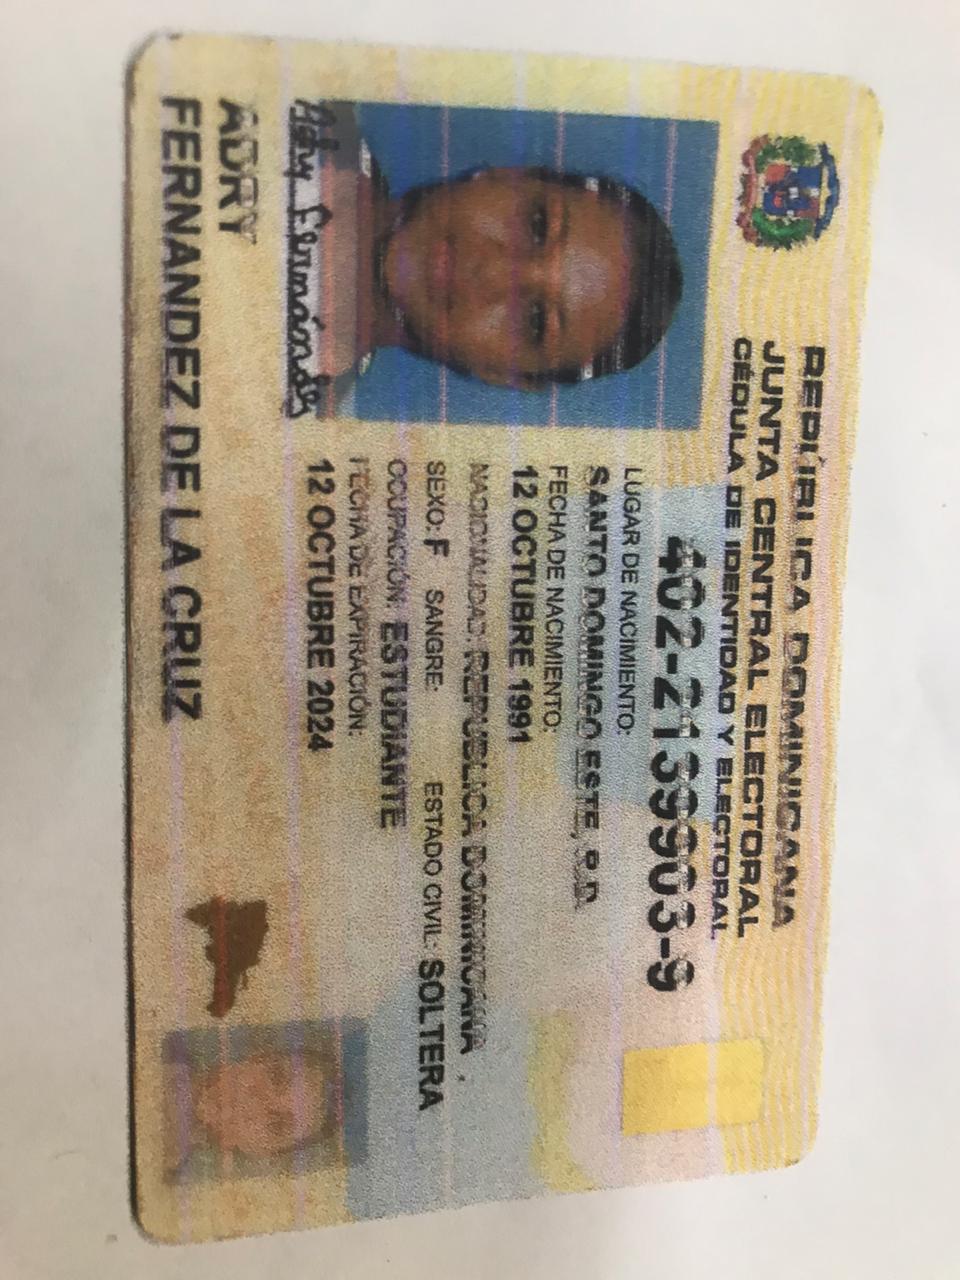 REPÚBLICA DOMINICANA
JUNTA CENTRAL ELECTORAL
CÉDULA DE IDENTIDAD Y ELECTORAL
402-2139903-9
LUGAR DE NACIMIENTO:
SANTO DOMINGO ESTE, R.D.
FECHA DE NACIMIENTO:
12 OCTUBRE 1991
NACIONALIDAD: REPUBLICA DOMINICANA ,
SEXO: F SANGRE: ESTADO CIVIL: SOLTERA
OCUPACIÓN: ESTUDIANTE
FECHA DE EXPIRACIÓN:
12 OCTUBRE 2024
Adry Fernández
ADRY
FERNANDEZ DE LA CRUZ